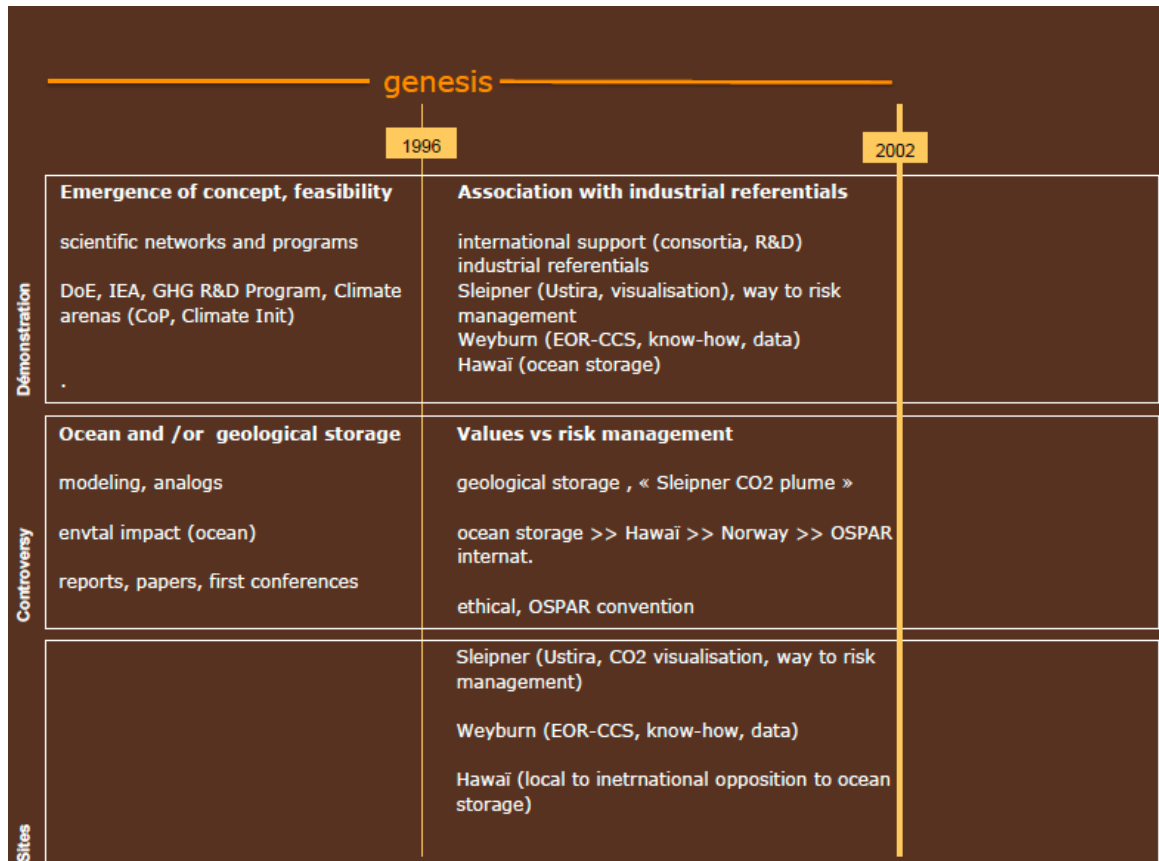 genesis
1996
2002
Démonstration
Emergence of concept, feasibility
scientific networks and programs
DoE, IEA, GHG R&D Program, Climate
arenas (CoP, Climate Init)
.
Association with industrial referentials
international support (consortia, R&D)
industrial referentials
Sleipner (Ustira, visualisation), way to risk
management
Weyburn (EOR-CCS, know-how, data)
Hawaï (ocean storage)
Controversy
Ocean and /or geological storage
modeling, analogs
envtal impact (ocean)
reports, papers, first conferences
Values vs risk management
geological storage , « Sleipner CO2 plume »
ocean storage >> Hawaï >> Norway >> OSPAR
internat.
ethical, OSPAR convention
Sites
Sleipner (Ustira, CO2 visualisation, way to risk
management)
Weyburn (EOR-CCS, know-how, data)
Hawaï (local to inetrnational opposition to ocean
storage)